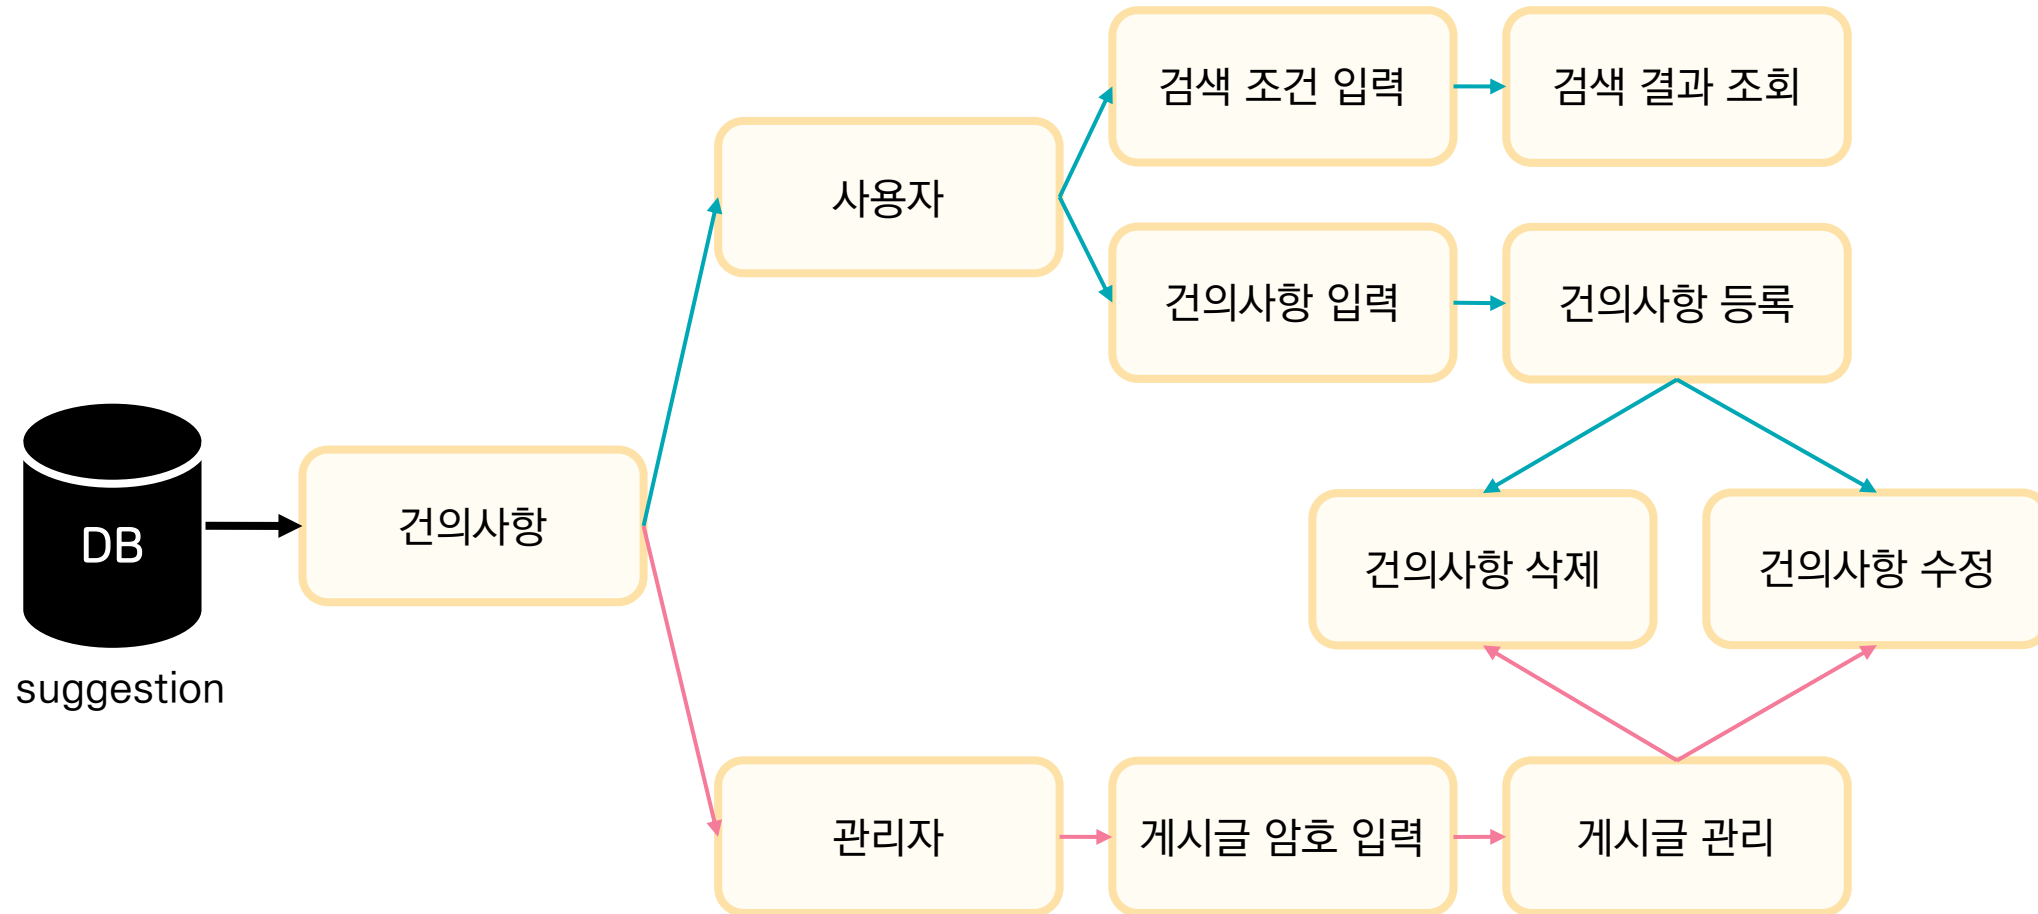 검색 조건 입력
검색 결과 조회
사용자
건의사항 입력
건의사항 등록
DB
suggestion
건의사항
건의사항 삭제
건의사항 수정
관리자
게시글 암호 입력
게시글 관리